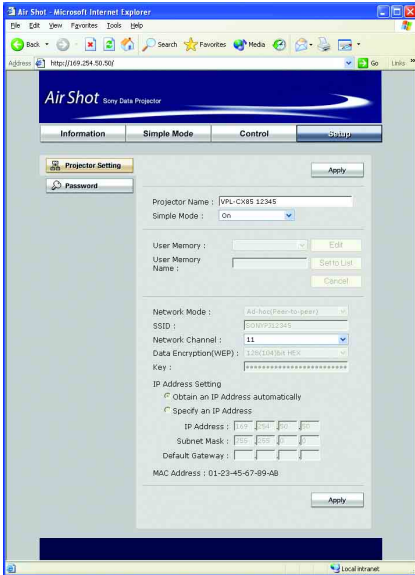 Air Shot - Microsoft Internet Explorer
File Edit View Favorites Tools Help
Back Search Favorites Media
Address http://169.254.50.50/ Go Links »
Air Shot Sony Data Projector
Information Simple Mode Control Setup
Projector Setting
Password
Apply
Projector Name : VPL-CX85 12345
Simple Mode : On
User Memory : Edit
User Memory Name : Set to List
Cancel
Network Mode : Ad-hoc(Peer-to-peer)
SSID : SONYPJ12345
Network Channel : 11
Data Encryption(WEP) : 128(104)bit HEX
Key : **************************
IP Address Setting
Obtain an IP Address automatically
Specify an IP Address
IP Address : 169 . 254 . 50 . 50
Subnet Mask : 255 . 255 . 0 . 0
Default Gateway : . . .
MAC Address : 01-23-45-67-89-AB
Apply
Local intranet